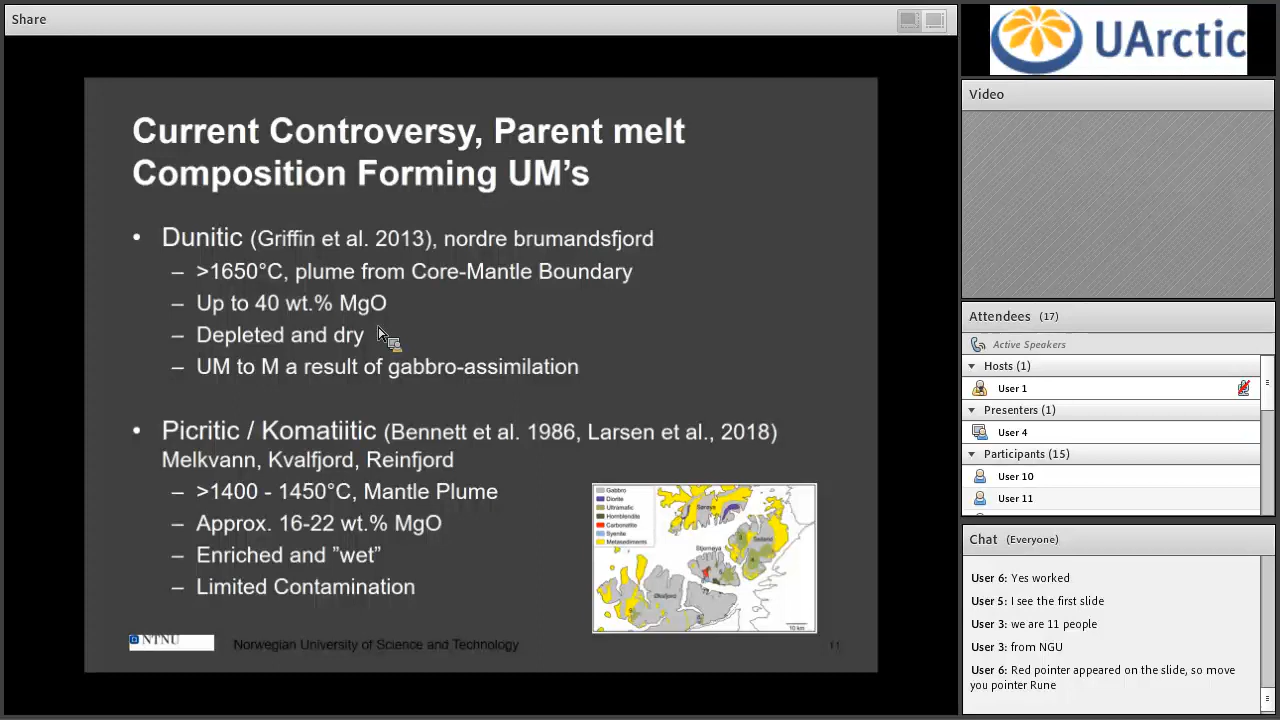 Share
Current Controversy, Parent melt
Composition Forming UM's
• Dunitic (Griffin et al. 2013), nordre brumandsfjord
– >1650°C, plume from Core-Mantle Boundary
– Up to 40 wt.% MgO
– Depleted and dry
– UM to M a result of gabbro-assimilation
• Picritic / Komatiitic (Bennett et al. 1986, Larsen et al., 2018)
Melkvann, Kvalfjord, Reinfjord
– >1400 - 1450°C, Mantle Plume
– Approx. 16-22 wt.% MgO
– Enriched and ”wet”
– Limited Contamination
Gabbro
Diorite
Ultramafic
Hornblendite
Carbonatite
Syenite
Metasediments
Sørøya
Seiland
Stjernøya
Øksfjord
10 km
NTNU
Norwegian University of Science and Technology
11
UArctic
Video
Attendees (17)
Active Speakers
Hosts (1)
User 1
Presenters (1)
User 4
Participants (15)
User 10
User 11
Chat (Everyone)
User 6: Yes worked
User 5: I see the first slide
User 3: we are 11 people
User 3: from NGU
User 6: Red pointer appeared on the slide, so move
you pointer Rune